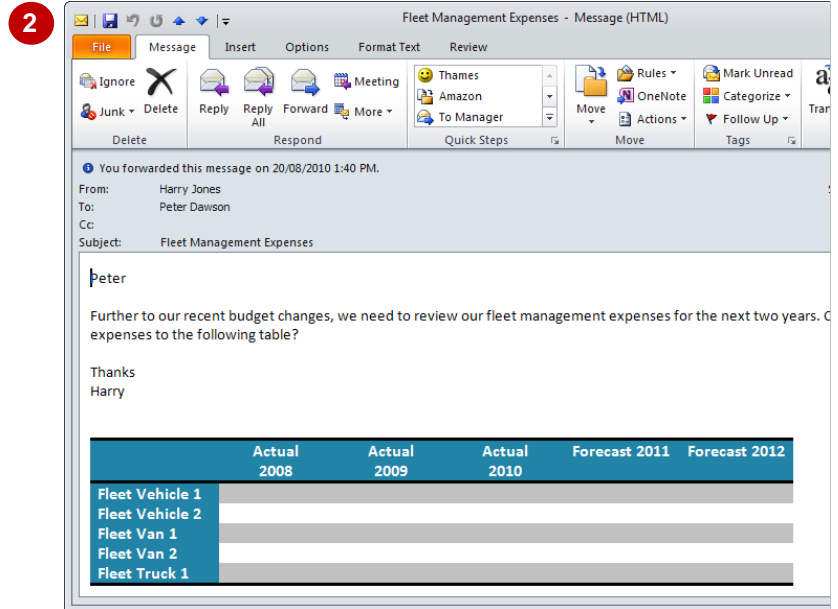 2
Fleet Management Expenses - Message (HTML)
File Message Insert Options Format Text Review
Ignore
Junk
Delete
Reply
Reply All
Forward
Meeting
More
Thames
Amazon
To Manager
Move
Rules
OneNote
Actions
Mark Unread
Categorize
Follow Up
Delete Respond Quick Steps Move Tags
You forwarded this message on 20/08/2010 1:40 PM.
From: Harry Jones
To: Peter Dawson
Cc:
Subject: Fleet Management Expenses
Peter
Further to our recent budget changes, we need to review our fleet management expenses for the next two years.
expenses to the following table?
Thanks
Harry
Actual Actual Actual Forecast 2011 Forecast 2012
2008 2009 2010
Fleet Vehicle 1
Fleet Vehicle 2
Fleet Van 1
Fleet Van 2
Fleet Truck 1